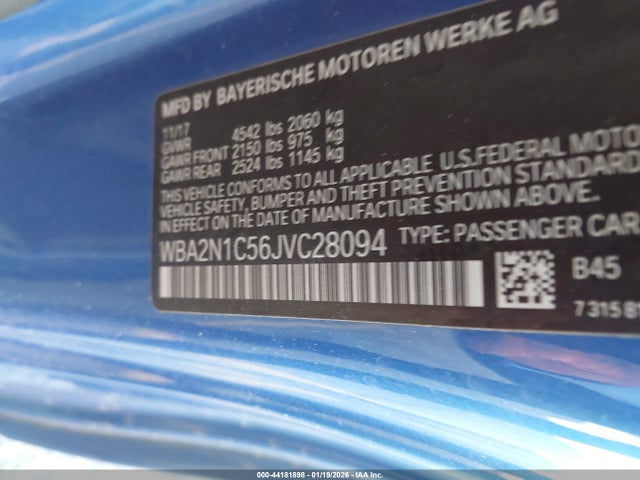 MFD BY BAYERISCHE MOTOREN WERKE AG
11/17
GVWR 4542 lbs 2060 kg
GAWR FRONT 2150 lbs 975 kg
GAWR REAR 2524 lbs 1145 kg
THIS VEHICLE CONFORMS TO ALL APPLICABLE U.S.FEDERAL MOTO
VEHICLE SAFETY, BUMPER AND THEFT PREVENTION STANDARD
IN EFFECT ON THE DATE OF MANUFACTURE SHOWN ABOVE.
WBA2N1C56JVC28094 TYPE: PASSENGER CAR
B45
7315 8
000-44181898 - 01/19/2026 - IAA Inc.